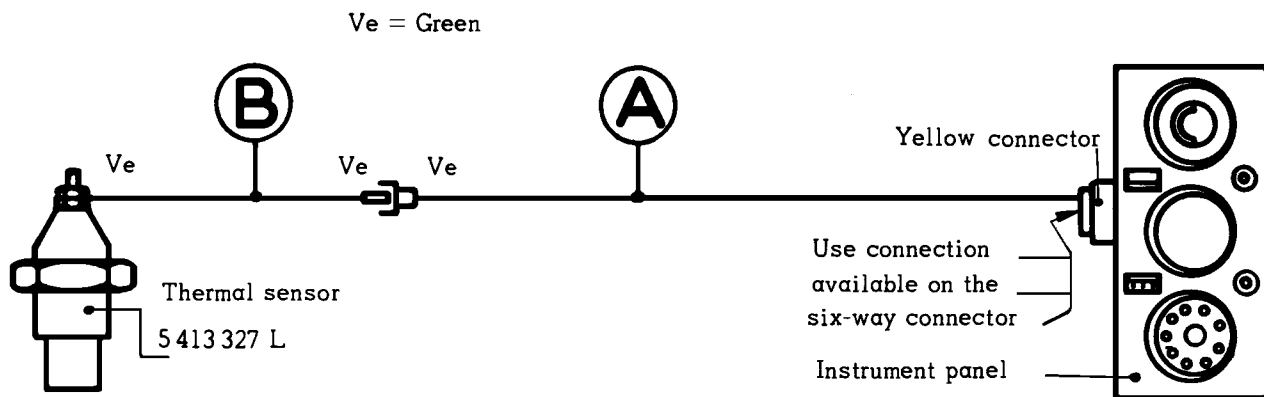 Ve = Green
B
A
Ve
Ve
Ve
Yellow connector
Thermal sensor
5 413 327 L
Use connection
available on the
six-way connector
Instrument panel